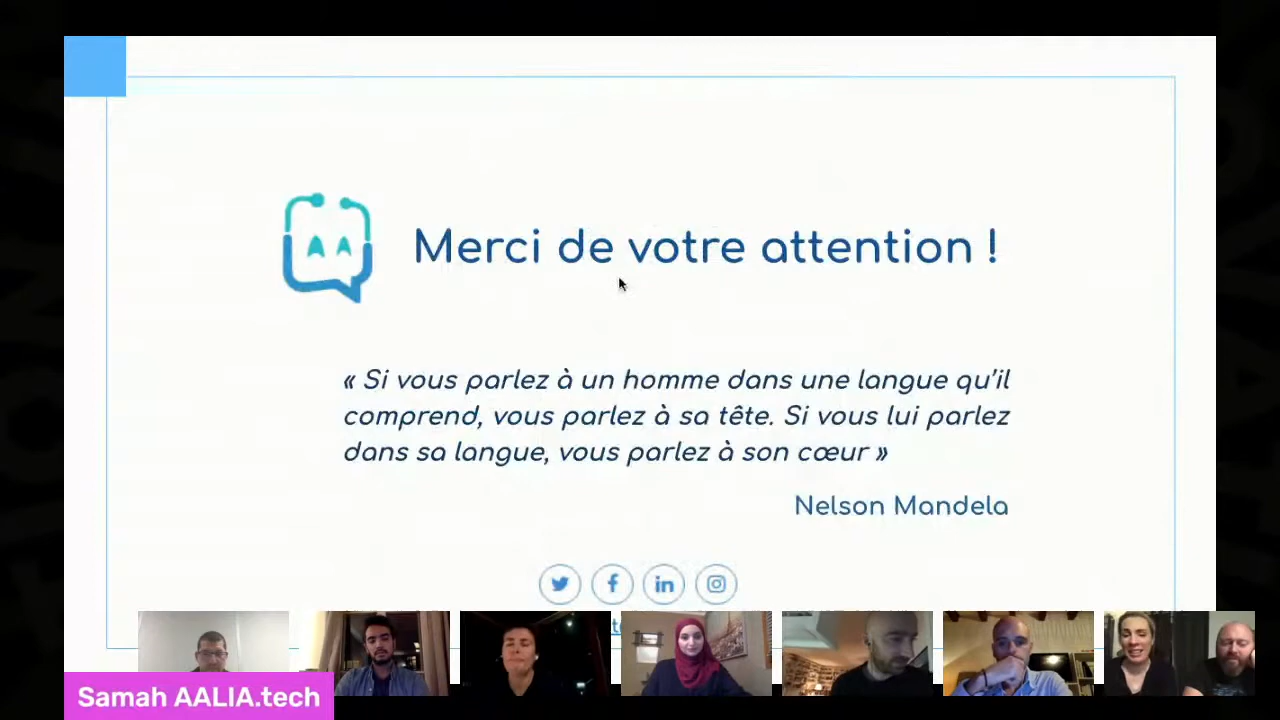 Merci de votre attention !
« Si vous parlez à un homme dans une langue qu'il
comprend, vous parlez à sa tête. Si vous lui parlez
dans sa langue, vous parlez à son cœur »
Nelson Mandela
Samah AALIA.tech